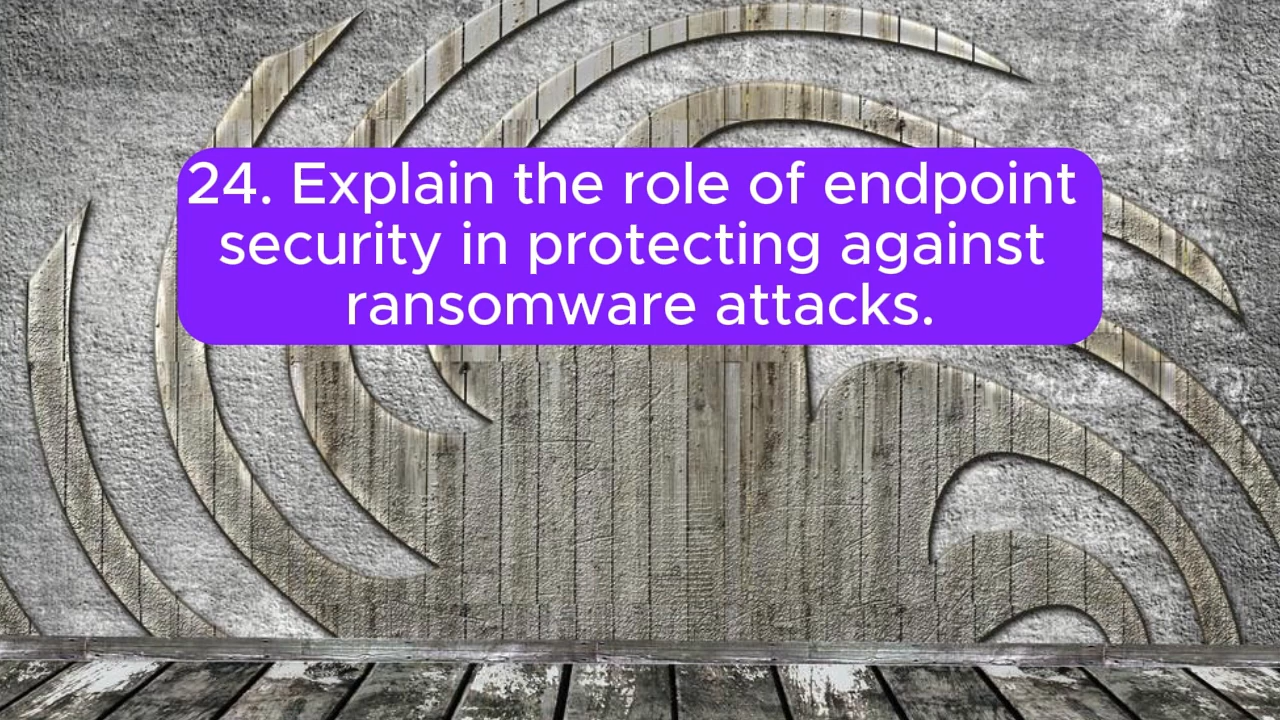 24. Explain the role of endpoint
security in protecting against
ransomware attacks.